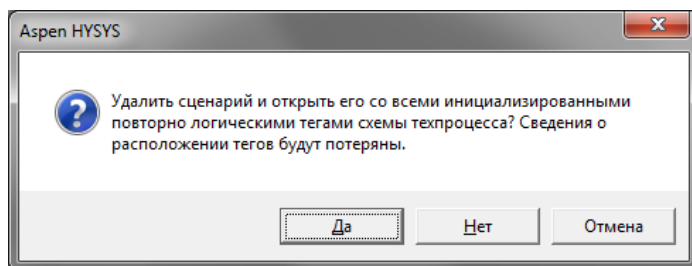 Aspen HYSYS
Удалить сценарий и открыть его со всеми инициализированными
повторно логическими тегами схемы техпроцесса? Сведения о
расположении тегов будут потеряны.
Да
Нет
Отмена